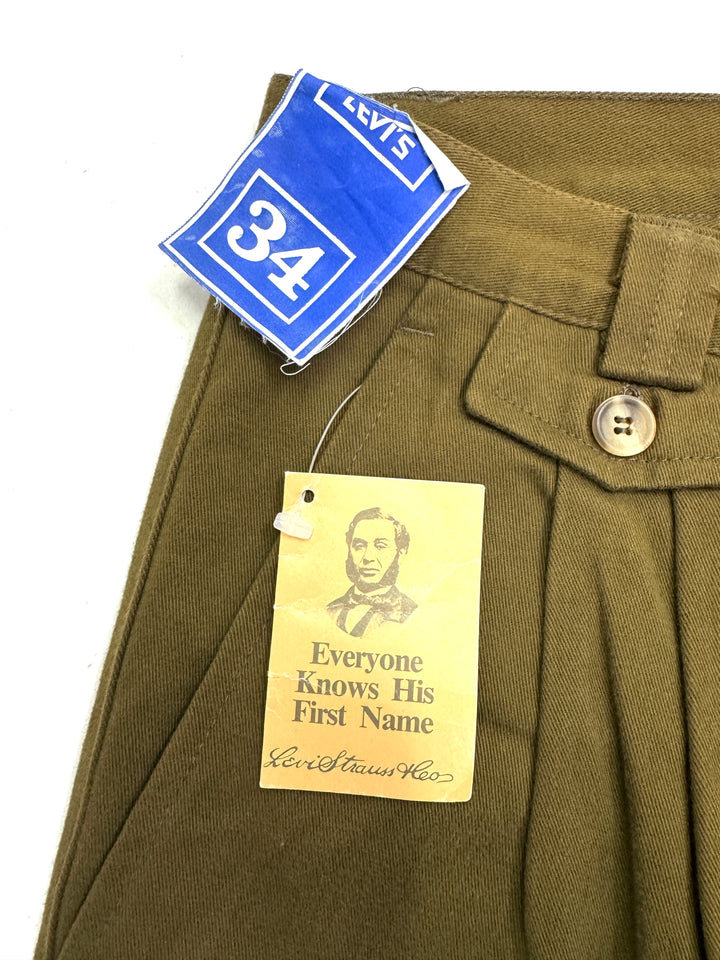 LEVI'S
34
Everyone
Knows His
First Name
Levi Strauss & Co